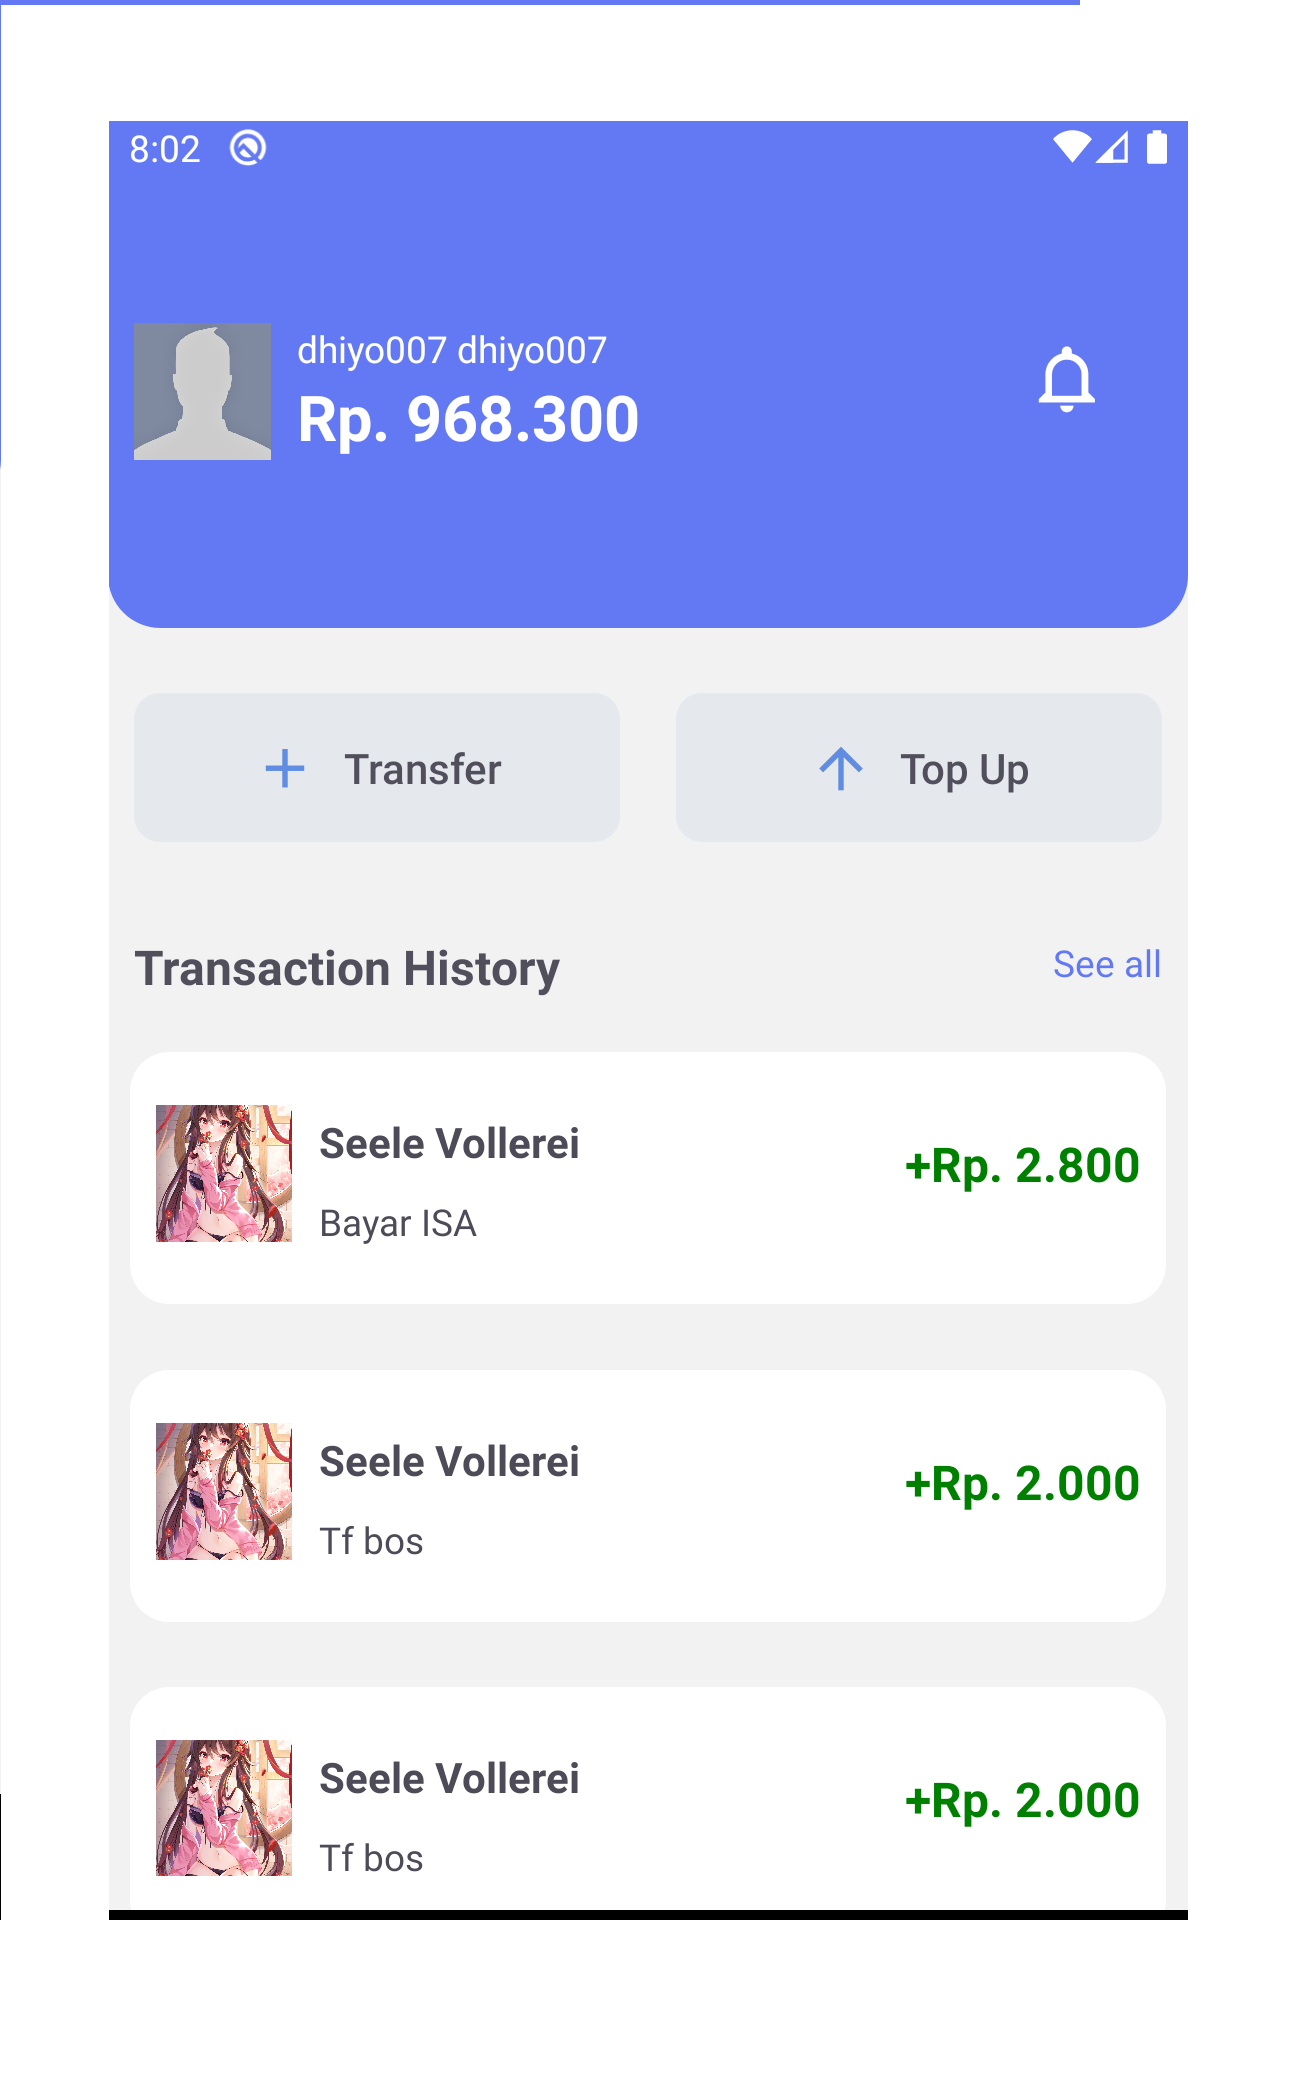 8:02
dhiyo007 dhiyo007
Rp. 968.300
Transfer
Top Up
Transaction History
See all
Seele Vollerei
+Rp. 2.800
Bayar ISA
Seele Vollerei
+Rp. 2.000
Tf bos
Seele Vollerei
+Rp. 2.000
Tf bos